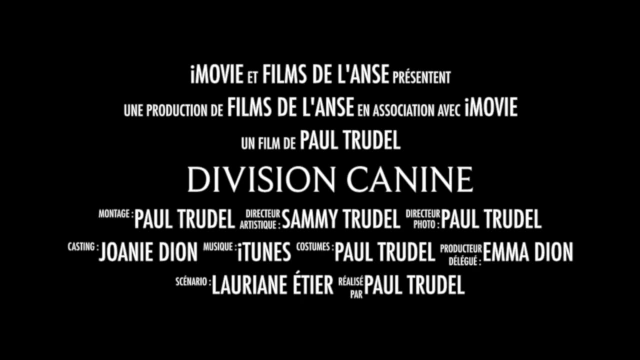 iMOVIE ET FILMS DE L'ANSE PRÉSENTENT
UNE PRODUCTION DE FILMS DE L'ANSE EN ASSOCIATION AVEC iMOVIE
UN FILM DE PAUL TRUDEL
DIVISION CANINE
MONTAGE : PAUL TRUDEL DIRECTEUR ARTISTIQUE : SAMMY TRUDEL DIRECTEUR PHOTO : PAUL TRUDEL
CASTING : JOANIE DION MUSIQUE : iTUNES COSTUMES : PAUL TRUDEL PRODUCTEUR DÉLÉGUÉ : EMMA DION
SCÉNARIO : LAURIANE ÉTIER RÉALISÉ PAR PAUL TRUDEL